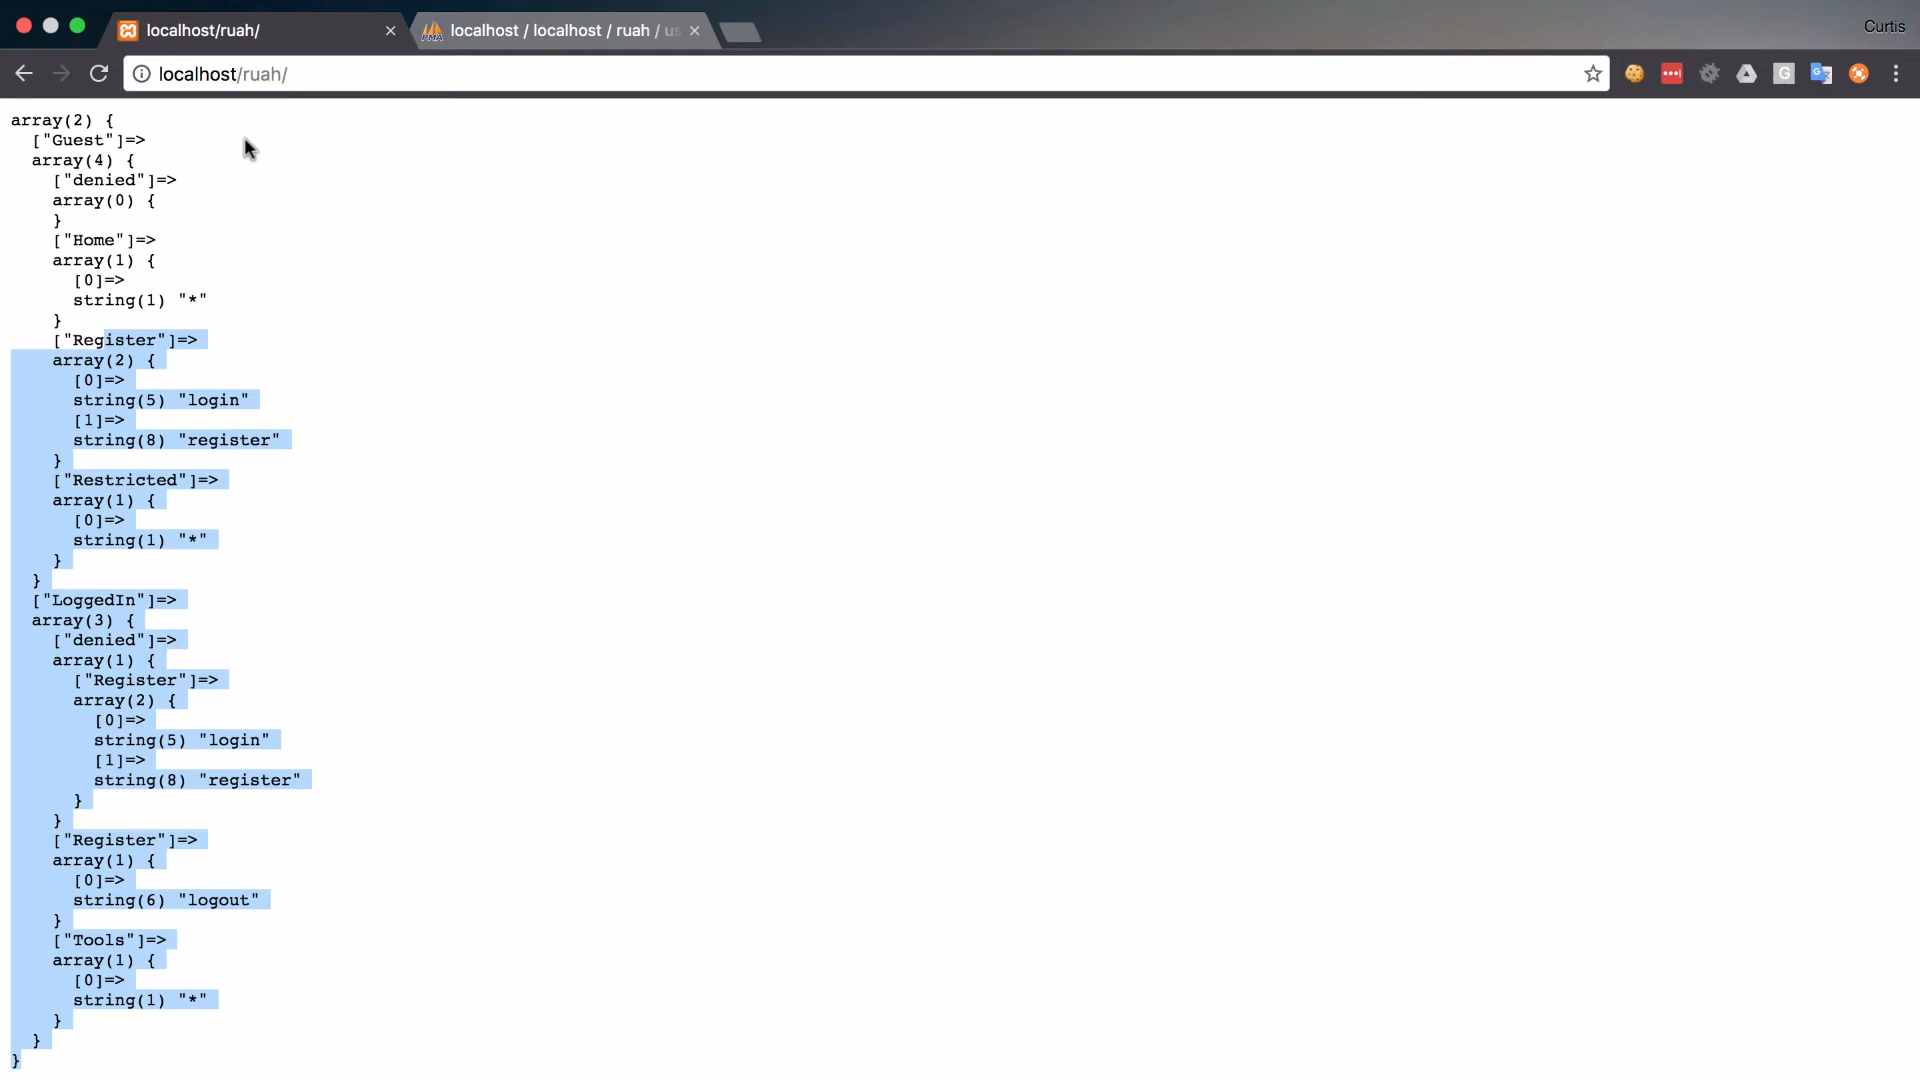 localhost/ruah/
localhost / localhost / ruah / us
Curtis
localhost/ruah/
G
array(2) {
  ["Guest"]=>
  array(4) {
    ["denied"]=>
    array(0) {
    }
    ["Home"]=>
    array(1) {
      [0]=>
      string(1) "*"
    }
    ["Register"]=>
    array(2) {
      [0]=>
      string(5) "login"
      [1]=>
      string(8) "register"
    }
    ["Restricted"]=>
    array(1) {
      [0]=>
      string(1) "*"
    }
  }
  ["LoggedIn"]=>
  array(3) {
    ["denied"]=>
    array(1) {
      ["Register"]=>
      array(2) {
        [0]=>
        string(5) "login"
        [1]=>
        string(8) "register"
      }
    }
    ["Register"]=>
    array(1) {
      [0]=>
      string(6) "logout"
    }
    ["Tools"]=>
    array(1) {
      [0]=>
      string(1) "*"
    }
  }
}